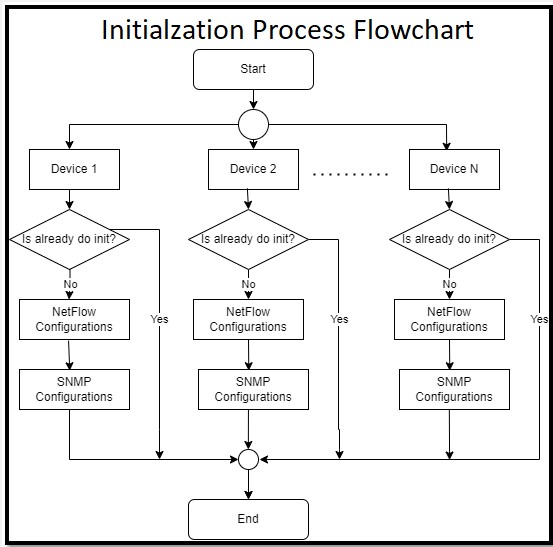 Initialzation Process Flowchart
Start
Device 1
Device 2
..........
Device N
Is already do init?
Is already do init?
Is already do init?
No
No
No
NetFlow
Configurations
NetFlow
Configurations
NetFlow
Configurations
Yes
Yes
Yes
SNMP
Configurations
SNMP
Configurations
SNMP
Configurations
End